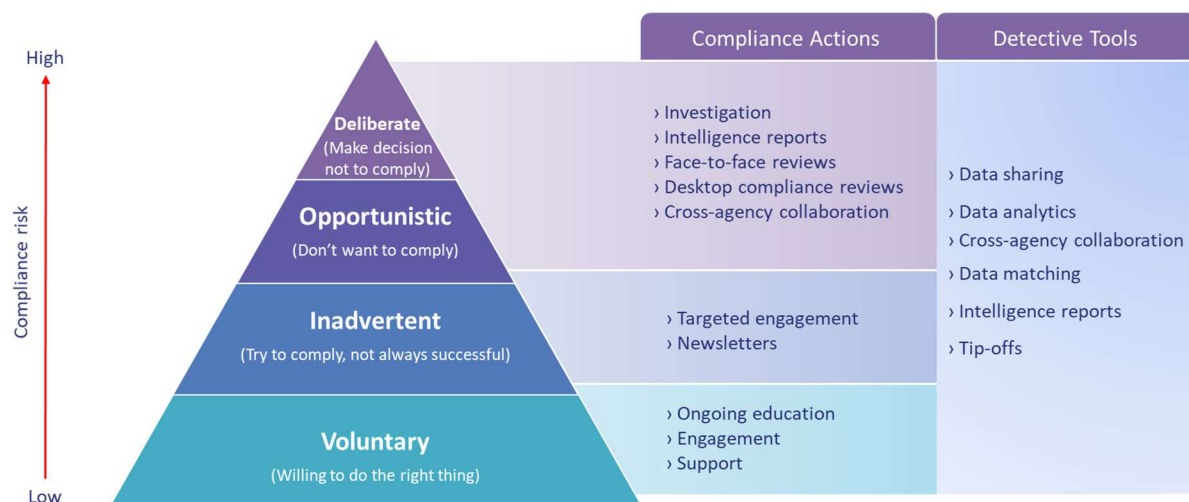 High
Compliance risk
Low
Deliberate
(Make decision
not to comply)
Opportunistic
(Don't want to comply)
Inadvertent
(Try to comply, not always successful)
Voluntary
(Willing to do the right thing)
Compliance Actions
› Investigation
› Intelligence reports
› Face-to-face reviews
› Desktop compliance reviews
› Cross-agency collaboration
› Targeted engagement
› Newsletters
› Ongoing education
› Engagement
› Support
Detective Tools
› Data sharing
› Data analytics
› Cross-agency collaboration
› Data matching
› Intelligence reports
› Tip-offs